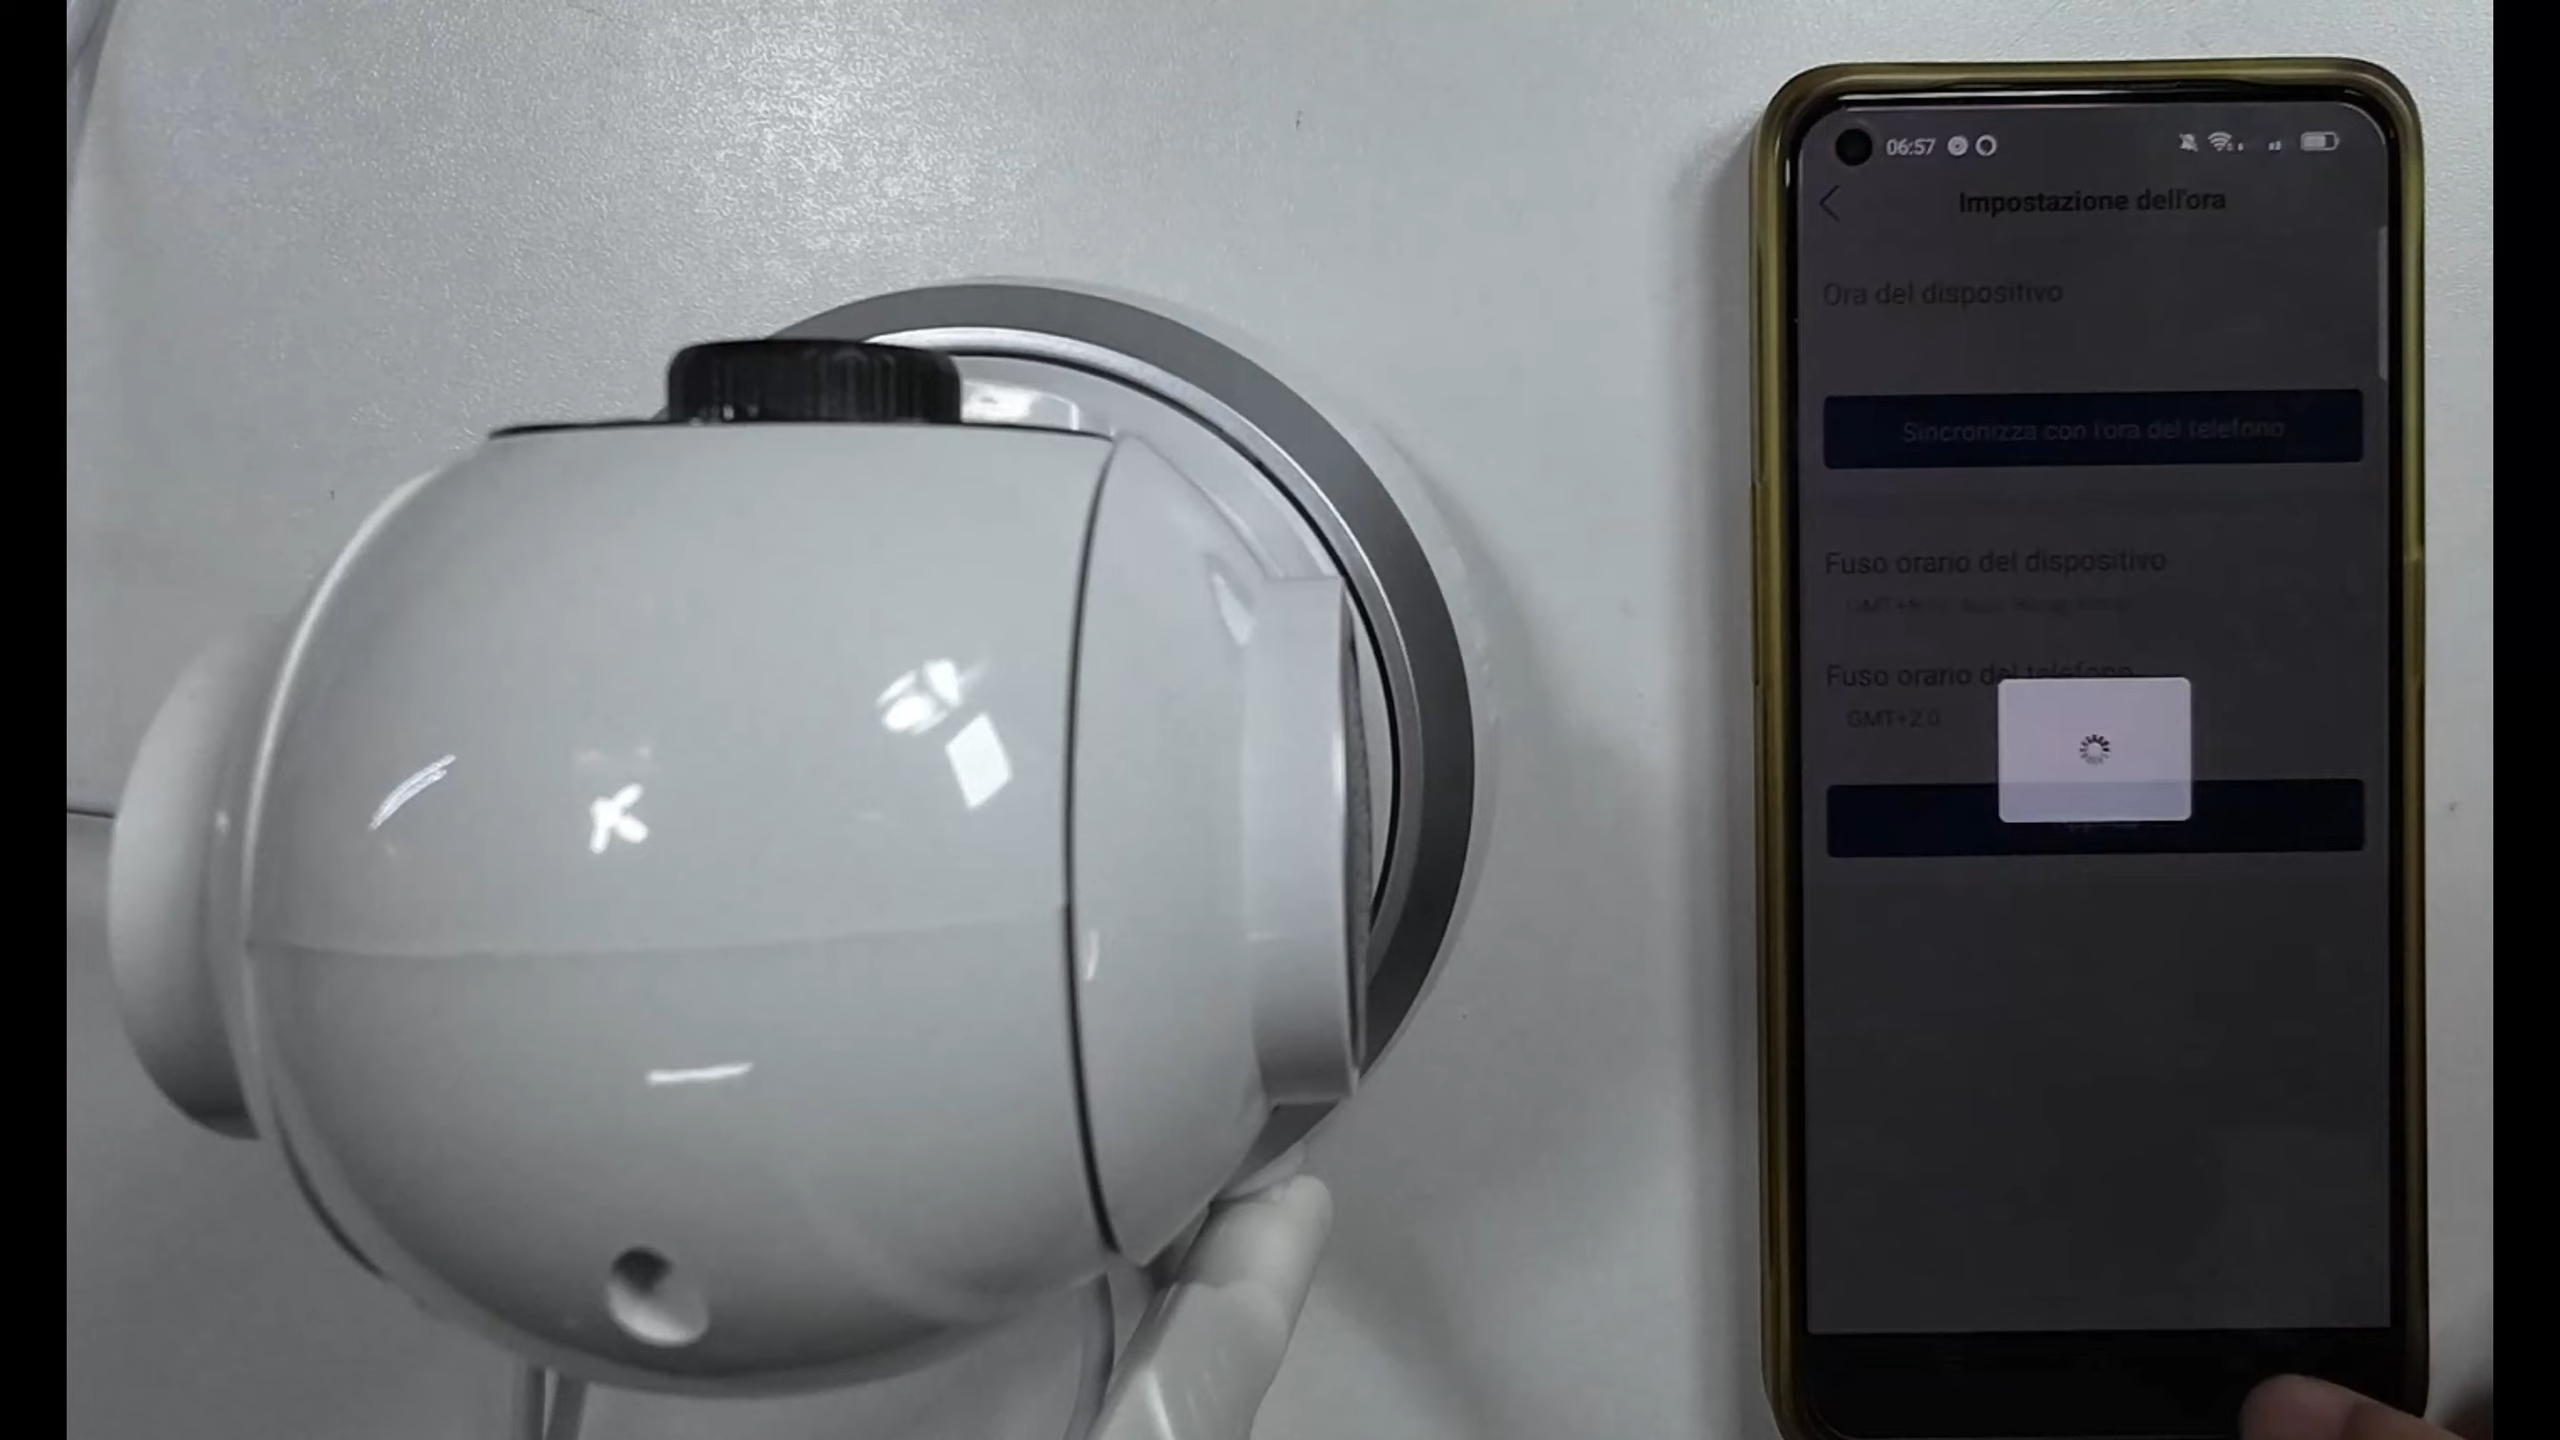 06:57
Impostazione dell'ora
Ora del dispositivo
Sincronizza con l'ora del telefono
Fuso orario del dispositivo
Fuso orario del telefono
GMT+2.0